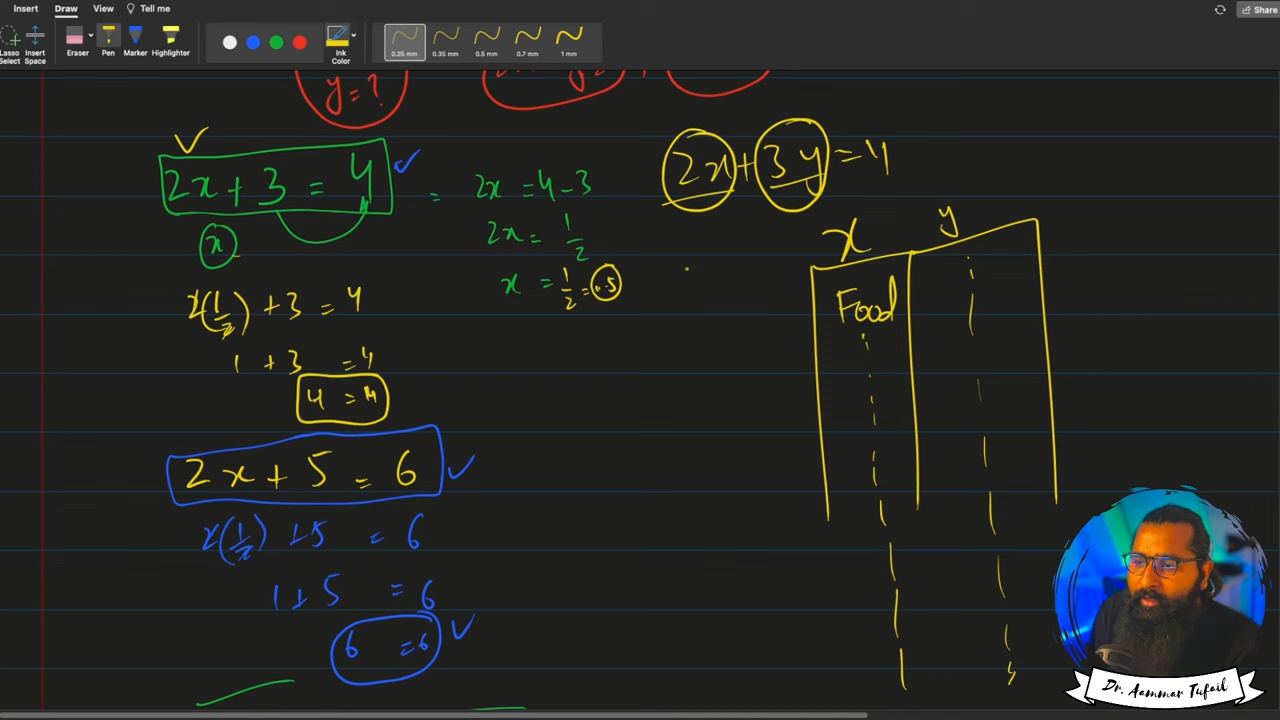 Insert Draw View Tell me
Share
Lasso Select
Insert Space
Eraser
Pen
Marker
Highlighter
Ink Color
0.25 mm
0.35 mm
0.5 mm
0.7 mm
1 mm
y = ?
2x + 3 = 4
x
= 2x = 4 - 3
2x = 1/2
x = 1/2 = .5
2(1/2) + 3 = 4
1 + 3 = 4
4 = 4
2x + 5 = 6
2(1/2) + 5 = 6
1 + 5 = 6
6 = 6
2x + 3y = 4
x y
Food
Dr. Aammar Tufail